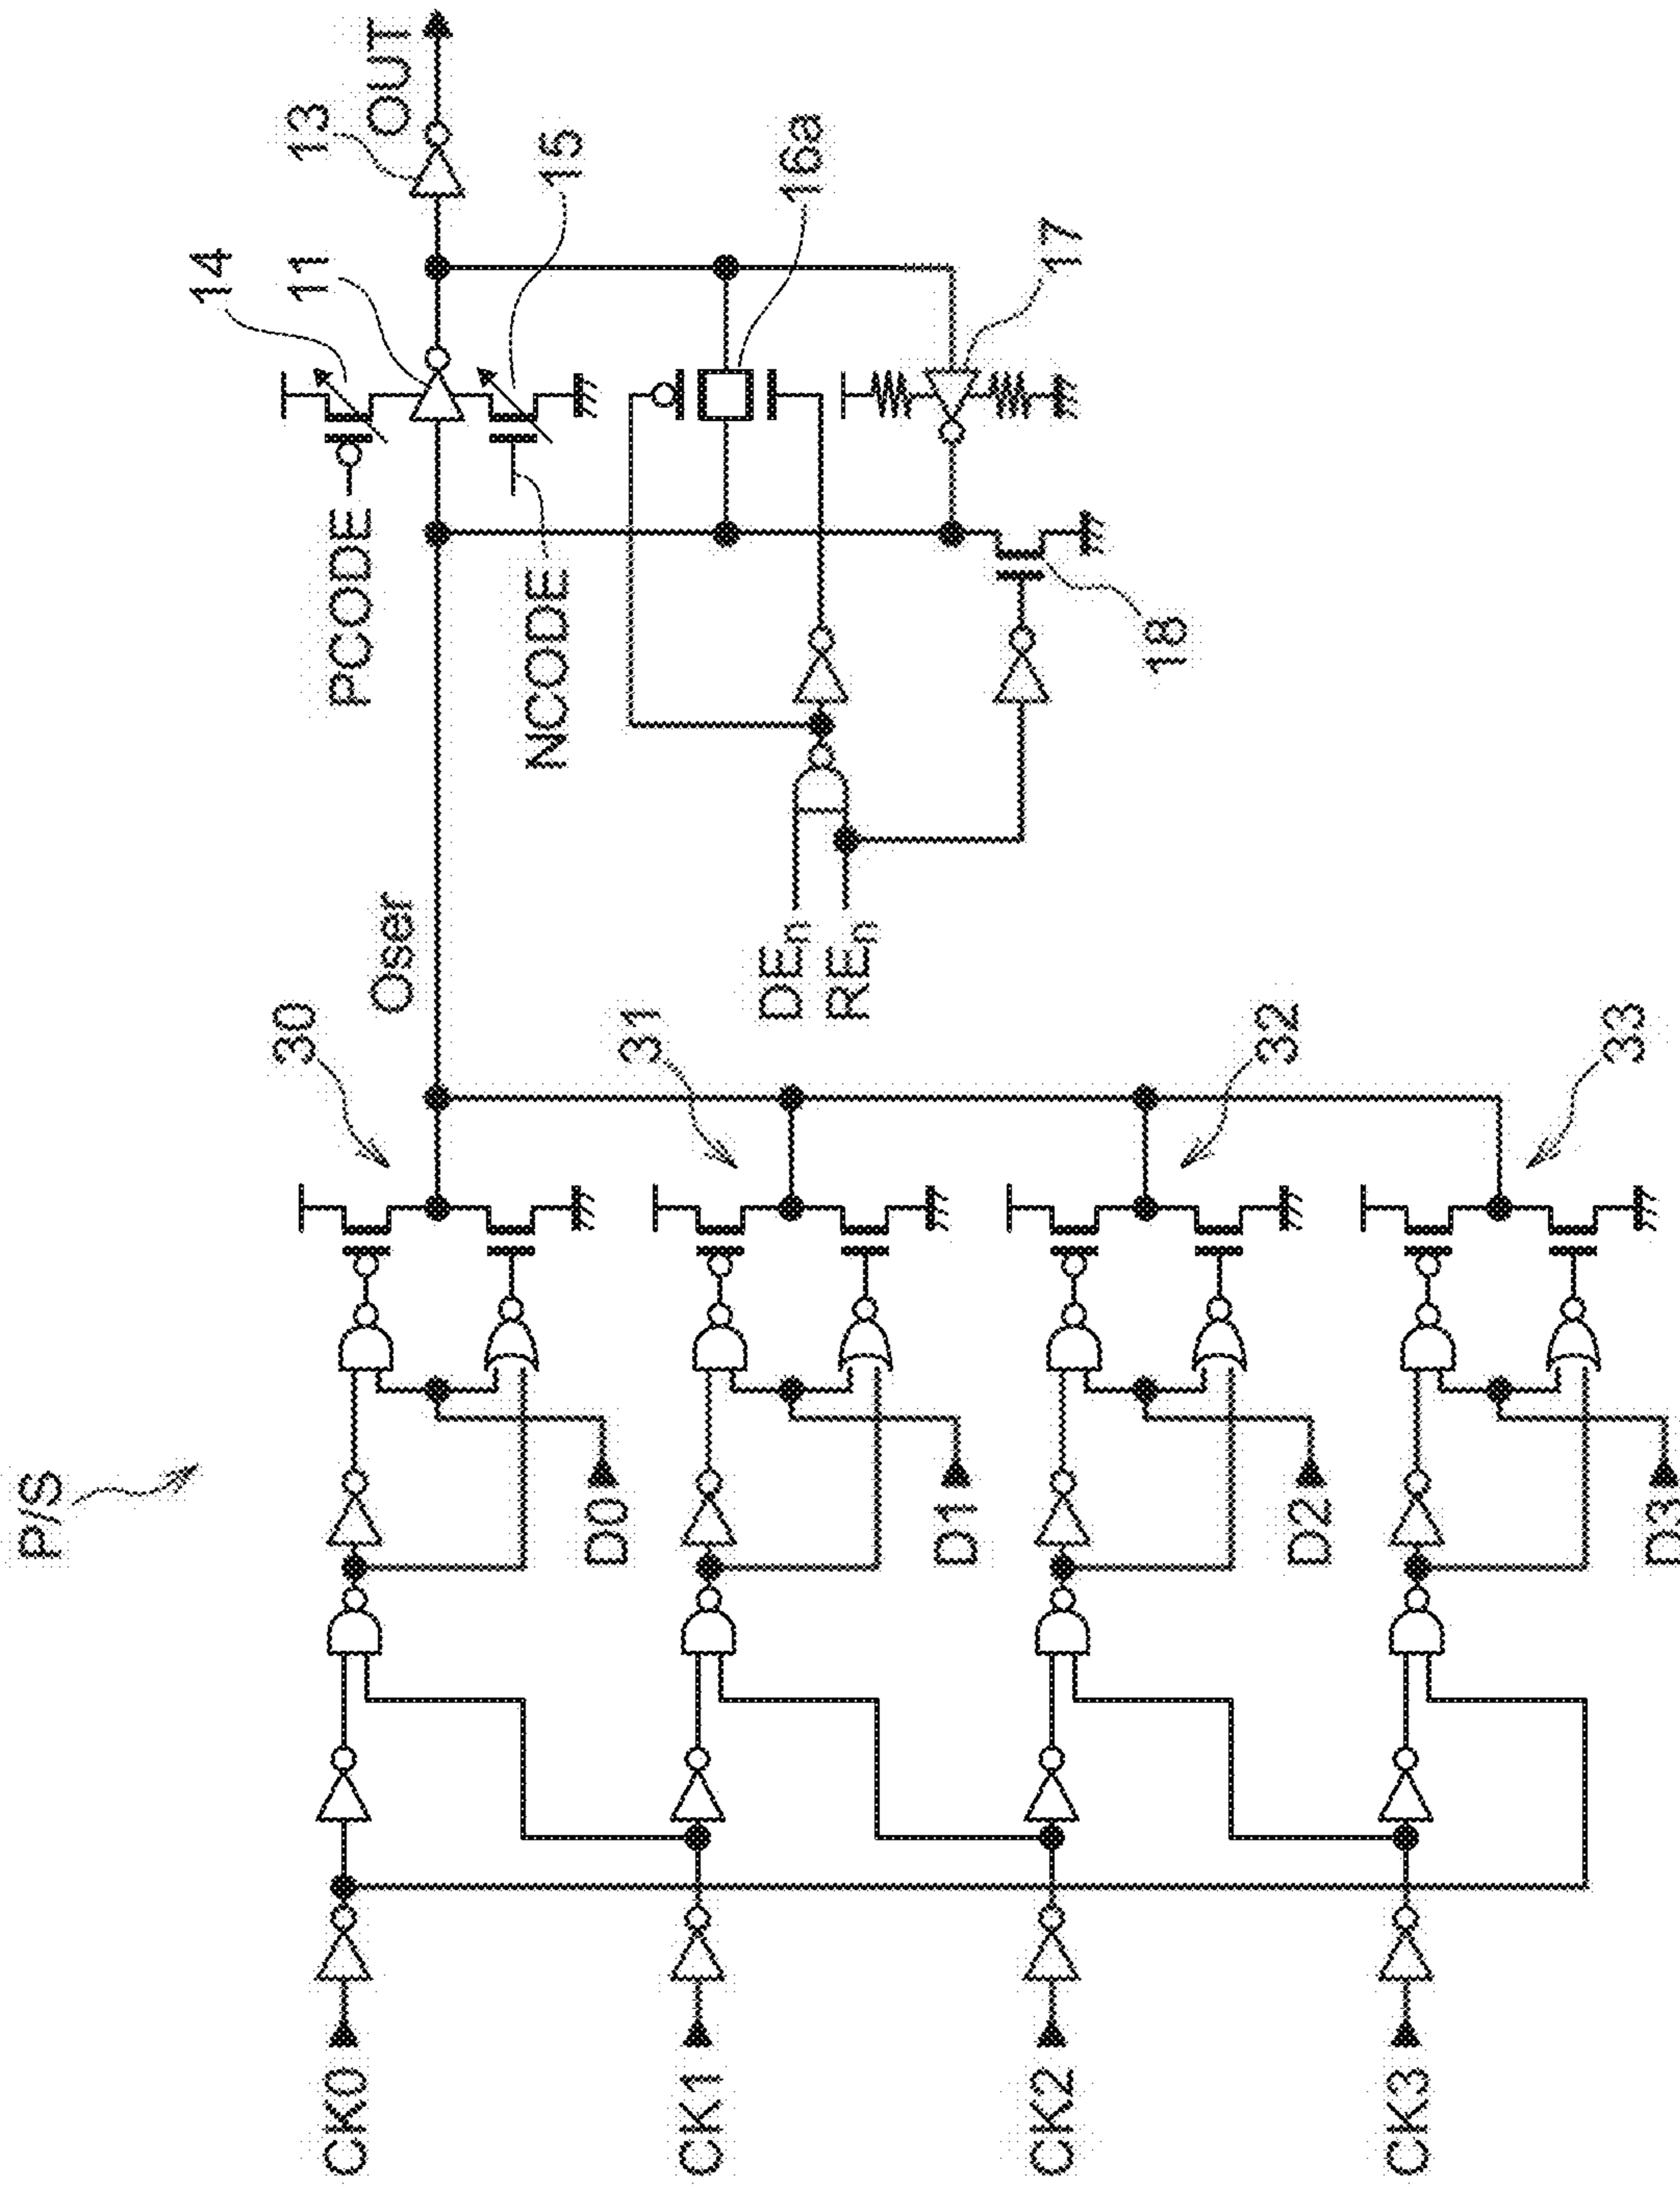 P/S
CK0
CK1
CK2
CK3
D0
D1
D2
D3
30
31
32
33
Oser
DEn
REn
PCODE
NCODE
14
11
15
16a
17
18
13
OUT